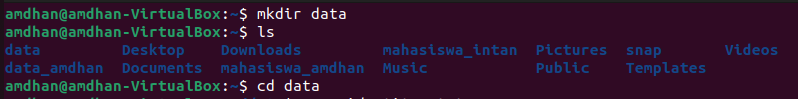 amdhan@amdhan-VirtualBox:~$ mkdir data
amdhan@amdhan-VirtualBox:~$ ls
data Desktop Downloads mahasiswa_intan Pictures snap Videos
data_amdhan Documents mahasiswa_amdhan Music Public Templates
amdhan@amdhan-VirtualBox:~$ cd data